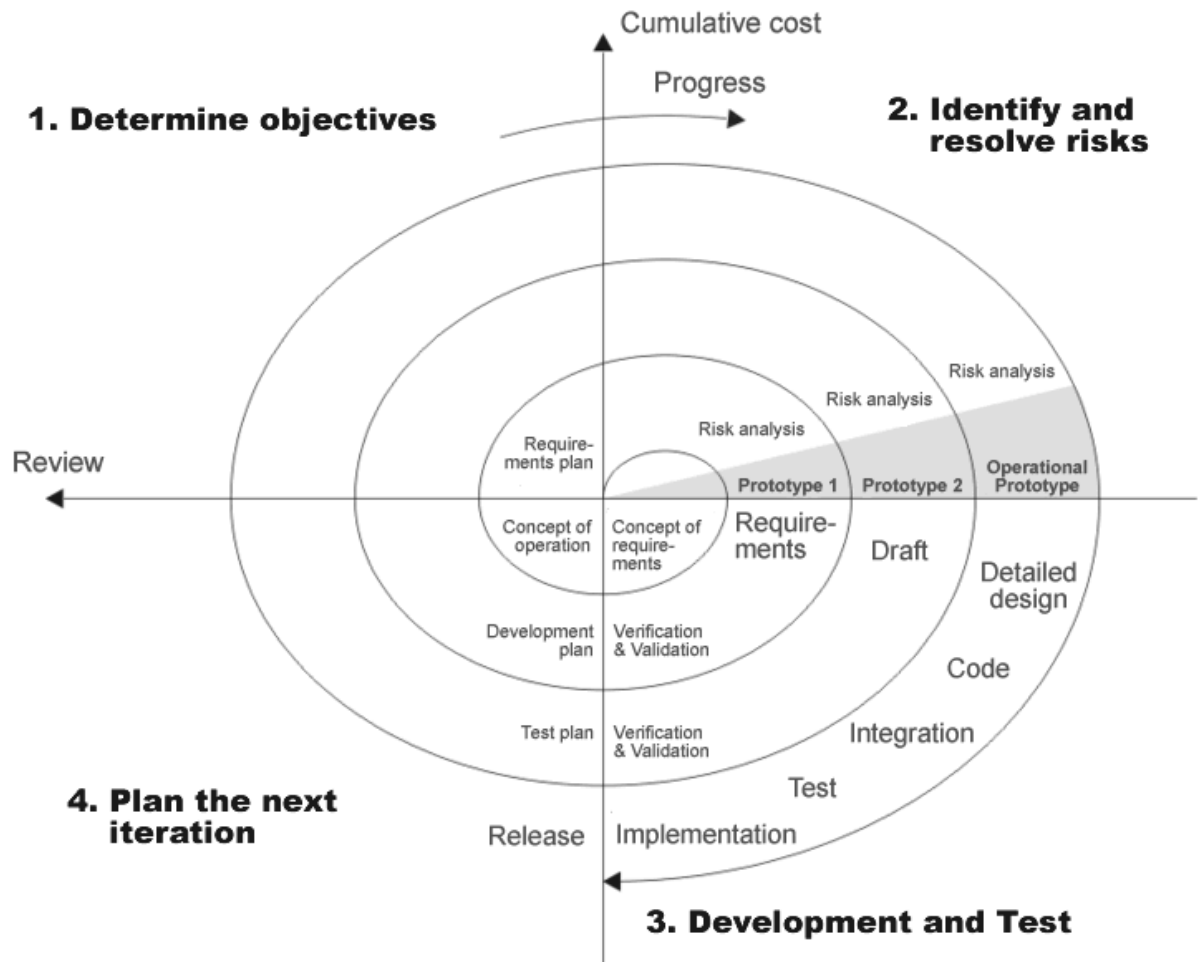 Cumulative cost
Progress
1. Determine objectives
2. Identify and
resolve risks
Risk analysis
Risk analysis
Risk analysis
Require-
ments plan
Review
Operational
Prototype
Prototype 1
Prototype 2
Concept of
operation
Concept of
require-
ments
Require-
ments
Draft
Detailed
design
Development
plan
Verification
& Validation
Code
Test plan
Verification
& Validation
Integration
Test
4. Plan the next
iteration
Release
Implementation
3. Development and Test